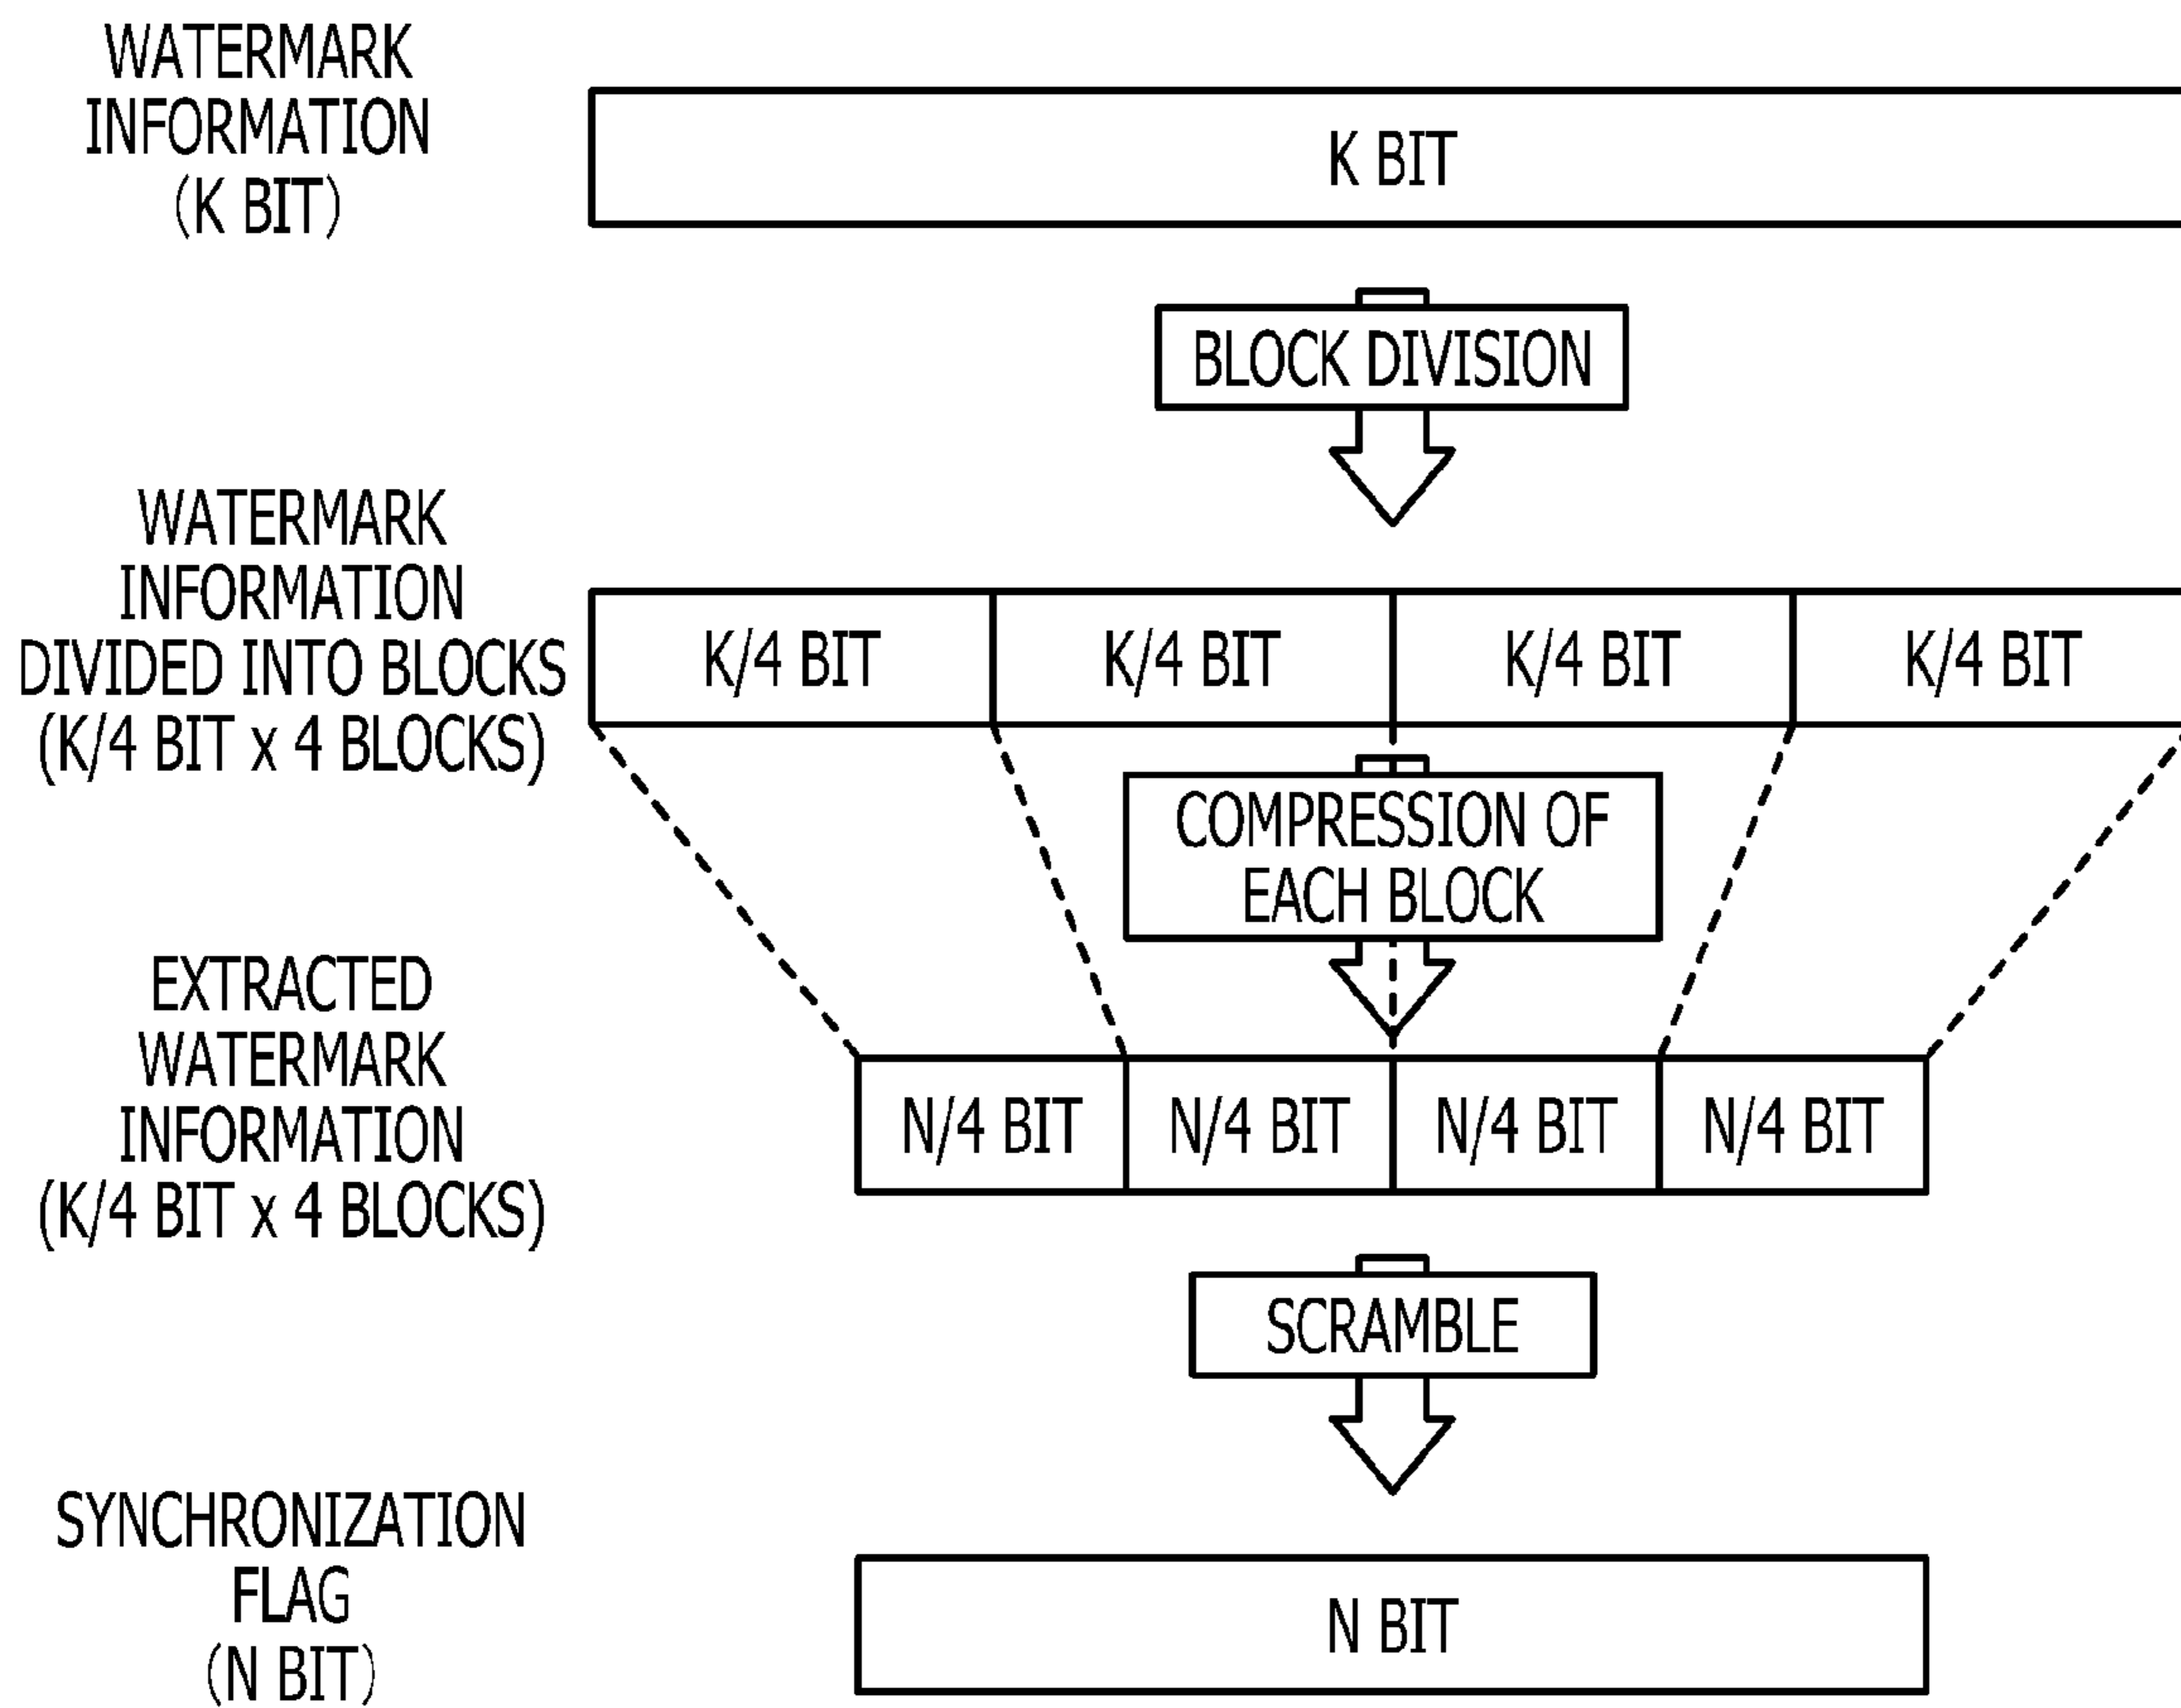 WATERMARK
INFORMATION
(K BIT)
K BIT
BLOCK DIVISION
WATERMARK
INFORMATION
DIVIDED INTO BLOCKS
(K/4 BIT x 4 BLOCKS)
K/4 BIT K/4 BIT K/4 BIT K/4 BIT
COMPRESSION OF
EACH BLOCK
EXTRACTED
WATERMARK
INFORMATION
(K/4 BIT x 4 BLOCKS)
N/4 BIT N/4 BIT N/4 BIT N/4 BIT
SCRAMBLE
SYNCHRONIZATION
FLAG
(N BIT)
N BIT